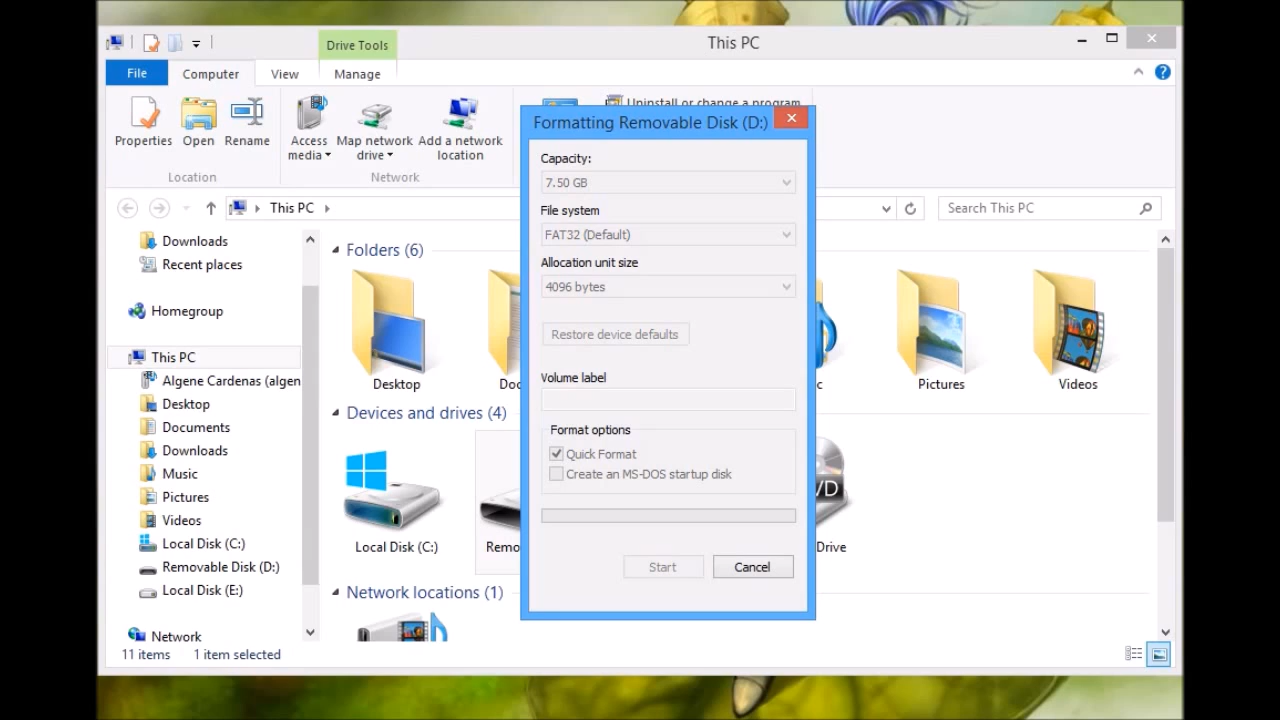 Drive Tools
This PC
File
Computer
View
Manage
Properties
Open
Rename
Access media
Map network drive
Add a network location
Uninstall or change a program
Location
Network
This PC
Search This PC
Downloads
Recent places
Homegroup
This PC
Algene Cardenas (algen
Desktop
Documents
Downloads
Music
Pictures
Videos
Local Disk (C:)
Removable Disk (D:)
Local Disk (E:)
Network
11 items
1 item selected
Folders (6)
Desktop
Doc
Pictures
Videos
Devices and drives (4)
Local Disk (C:)
Remo
Drive
Network locations (1)
Formatting Removable Disk (D:)
Capacity:
7.50 GB
File system
FAT32 (Default)
Allocation unit size
4096 bytes
Restore device defaults
Volume label
Format options
Quick Format
Create an MS-DOS startup disk
Start
Cancel